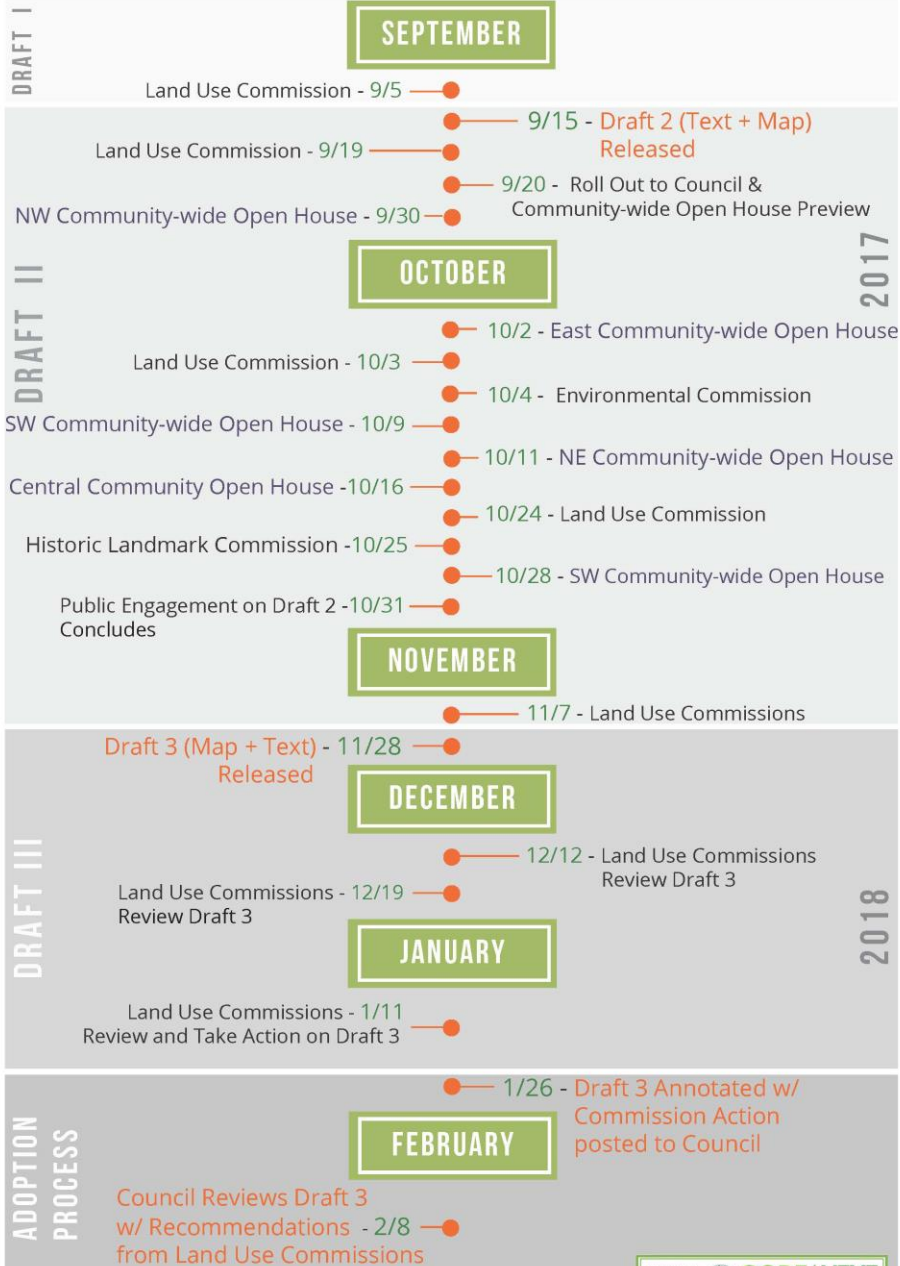 DRAFT I
SEPTEMBER
Land Use Commission - 9/5
9/15 - Draft 2 (Text + Map)
Released
Land Use Commission - 9/19
9/20 - Roll Out to Council &
Community-wide Open House Preview
NW Community-wide Open House - 9/30
2017
DRAFT II
OCTOBER
10/2 - East Community-wide Open House
Land Use Commission - 10/3
10/4 - Environmental Commission
SW Community-wide Open House - 10/9
10/11 - NE Community-wide Open House
Central Community Open House -10/16
10/24 - Land Use Commission
Historic Landmark Commission -10/25
10/28 - SW Community-wide Open House
Public Engagement on Draft 2 -10/31
Concludes
NOVEMBER
11/7 - Land Use Commissions
Draft 3 (Map + Text) - 11/28
Released
DRAFT III
DECEMBER
12/12 - Land Use Commissions
Review Draft 3
Land Use Commissions - 12/19
Review Draft 3
2018
JANUARY
Land Use Commissions - 1/11
Review and Take Action on Draft 3
1/26 - Draft 3 Annotated w/
Commission Action
posted to Council
ADOPTION
PROCESS
FEBRUARY
Council Reviews Draft 3
w/ Recommendations - 2/8
from Land Use Commissions